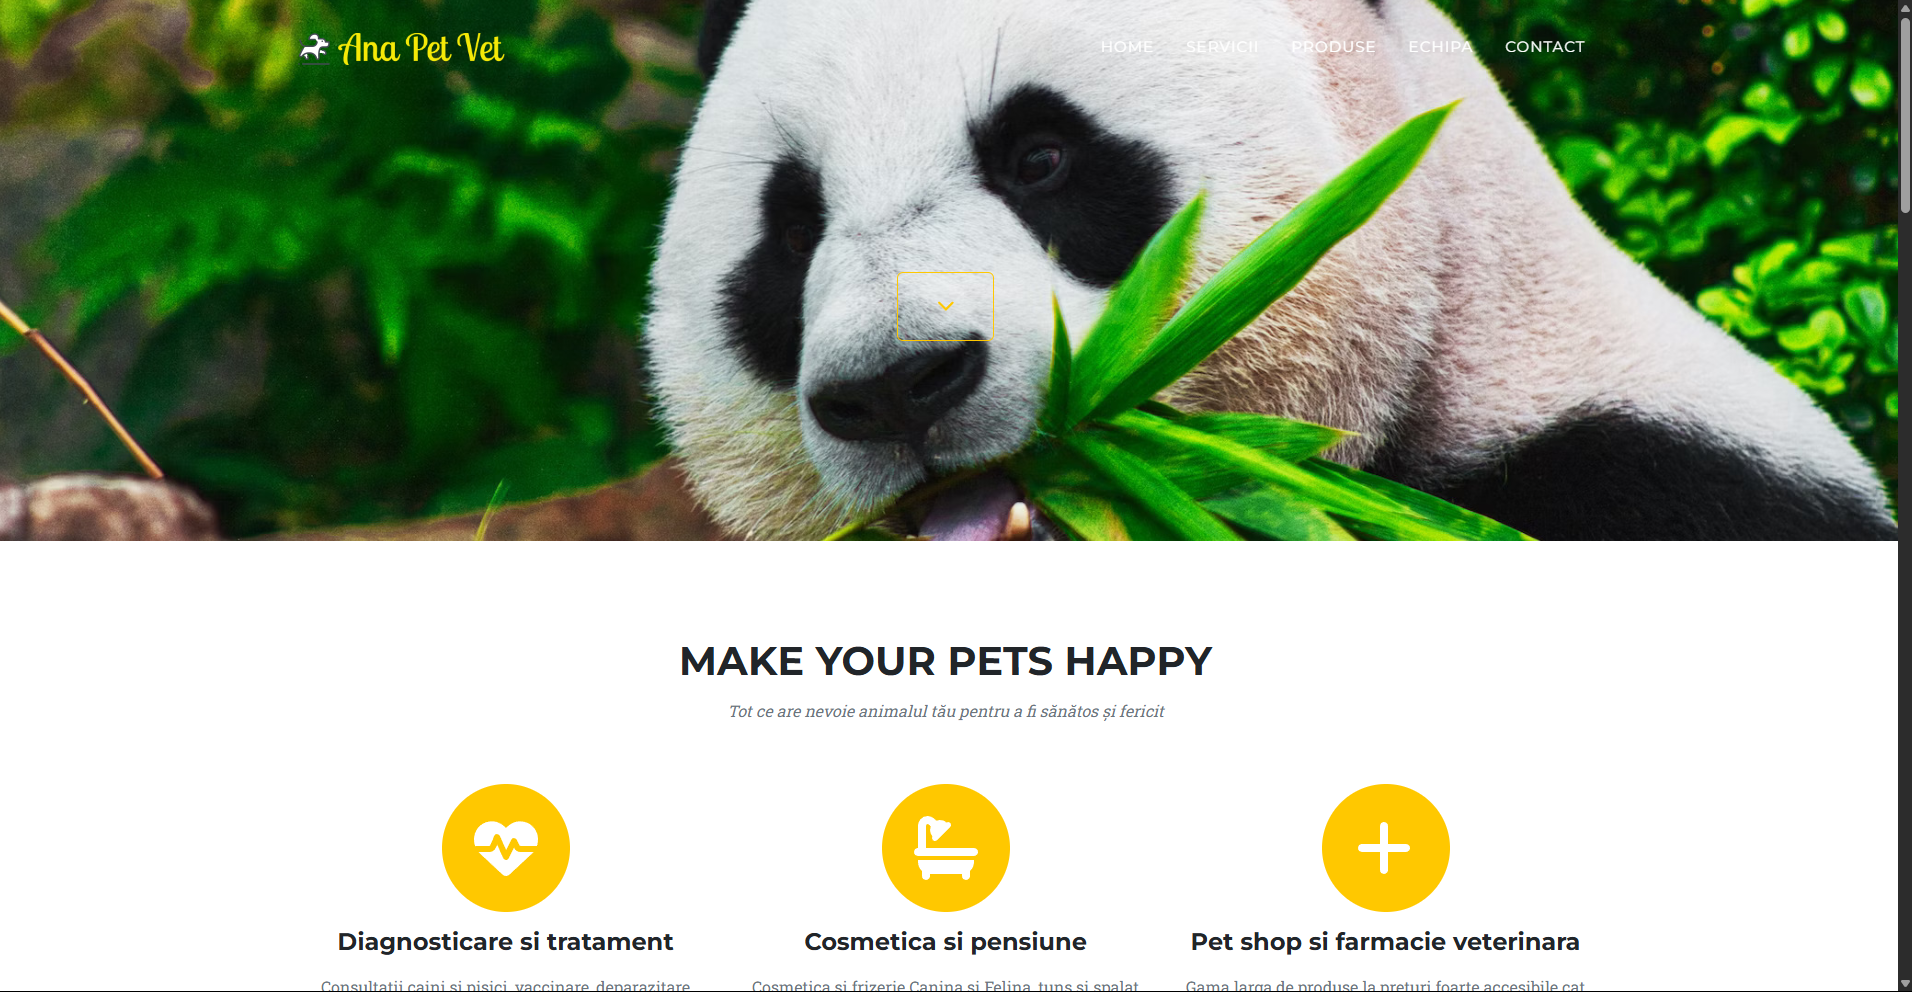 Ana Pet Vet
HOME SERVICII PRODUSE ECHIPA CONTACT
MAKE YOUR PETS HAPPY
Tot ce are nevoie animalul tău pentru a fi sănătos și fericit
Diagnosticare si tratament
Cosmetica si pensiune
Pet shop si farmacie veterinara
Consultatii caini si pisici, vaccinare, deparazitare
Cosmetica si frizerie Canina si Felina, tuns si spalat
Gama larga de produse la preturi foarte accesibile cat